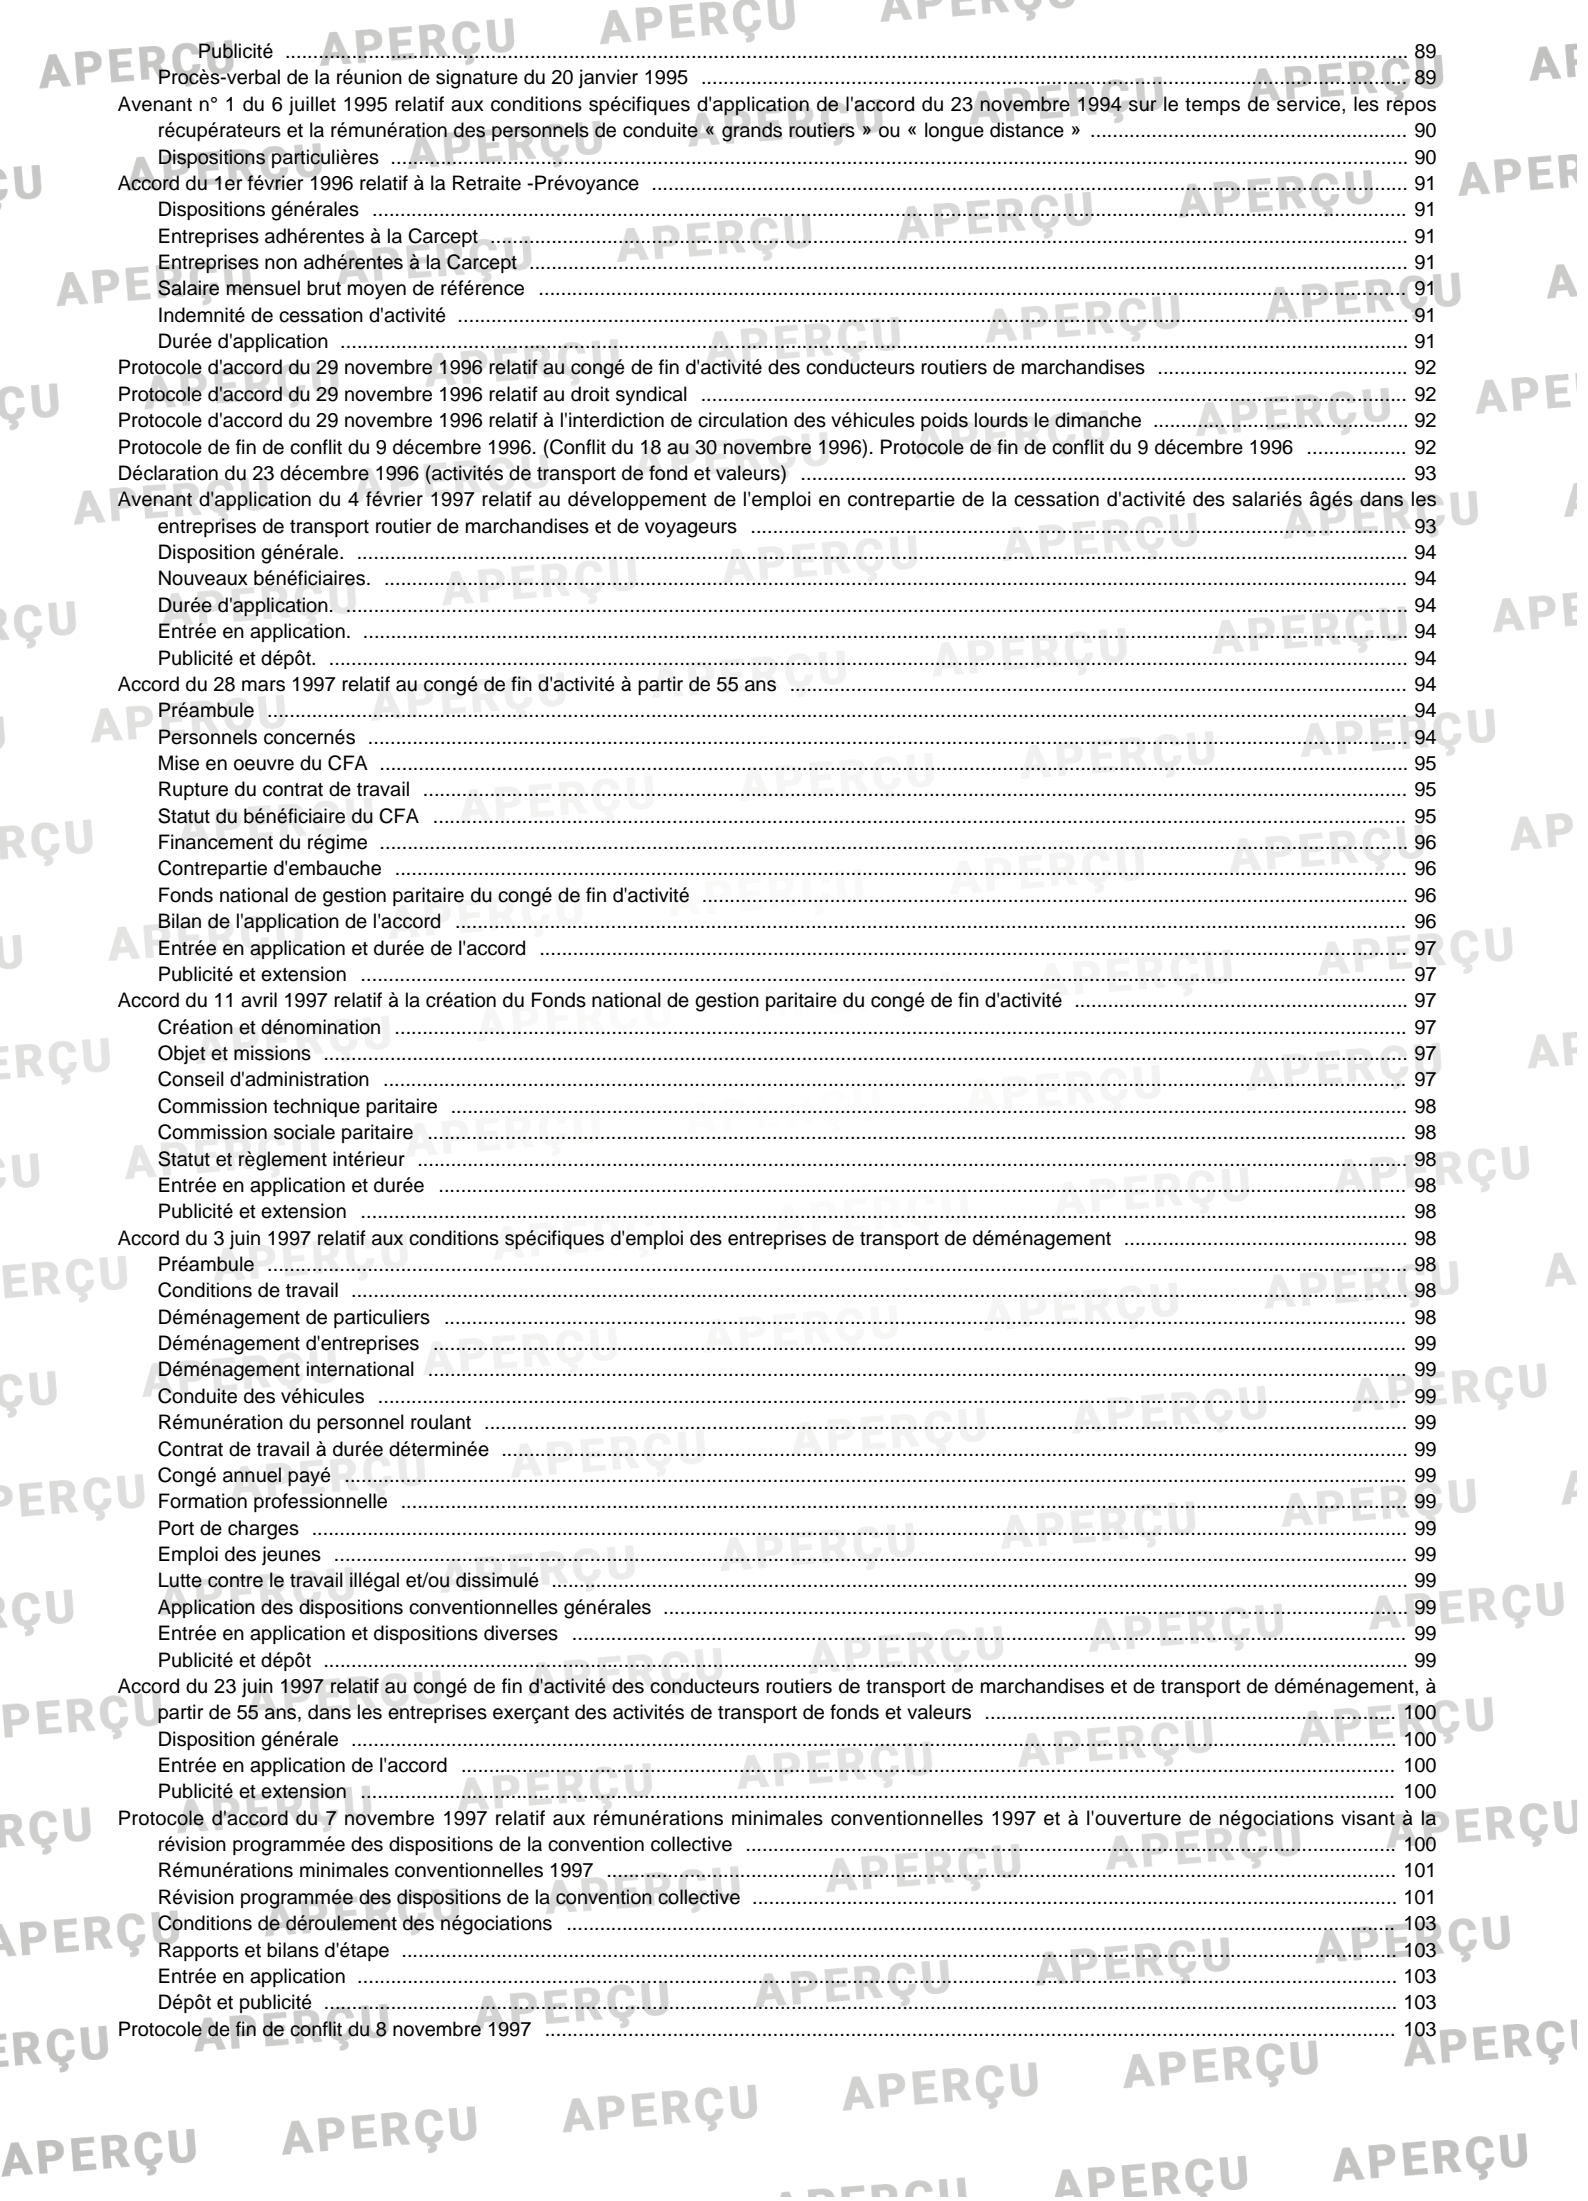 Publicité ... 89
Procès-verbal de la réunion de signature du 20 janvier 1995 ... 89
Avenant n° 1 du 6 juillet 1995 relatif aux conditions spécifiques d'application de l'accord du 23 novembre 1994 sur le temps de service, les repos
récupérateurs et la rémunération des personnels de conduite « grands routiers » ou « longue distance » ... 90
Dispositions particulières ... 90
Accord du 1er février 1996 relatif à la Retraite -Prévoyance ... 91
Dispositions générales ... 91
Entreprises adhérentes à la Carcept ... 91
Entreprises non adhérentes à la Carcept ... 91
Salaire mensuel brut moyen de référence ... 91
Indemnité de cessation d'activité ... 91
Durée d'application ... 91
Protocole d'accord du 29 novembre 1996 relatif au congé de fin d'activité des conducteurs routiers de marchandises ... 92
Protocole d'accord du 29 novembre 1996 relatif au droit syndical ... 92
Protocole d'accord du 29 novembre 1996 relatif à l'interdiction de circulation des véhicules poids lourds le dimanche ... 92
Protocole de fin de conflit du 9 décembre 1996. (Conflit du 18 au 30 novembre 1996). Protocole de fin de conflit du 9 décembre 1996 ... 92
Déclaration du 23 décembre 1996 (activités de transport de fond et valeurs) ... 93
Avenant d'application du 4 février 1997 relatif au développement de l'emploi en contrepartie de la cessation d'activité des salariés âgés dans les
entreprises de transport routier de marchandises et de voyageurs ... 93
Disposition générale. ... 94
Nouveaux bénéficiaires. ... 94
Durée d'application. ... 94
Entrée en application. ... 94
Publicité et dépôt. ... 94
Accord du 28 mars 1997 relatif au congé de fin d'activité à partir de 55 ans ... 94
Préambule ... 94
Personnels concernés ... 94
Mise en oeuvre du CFA ... 95
Rupture du contrat de travail ... 95
Statut du bénéficiaire du CFA ... 95
Financement du régime ... 96
Contrepartie d'embauche ... 96
Fonds national de gestion paritaire du congé de fin d'activité ... 96
Bilan de l'application de l'accord ... 96
Entrée en application et durée de l'accord ... 97
Publicité et extension ... 97
Accord du 11 avril 1997 relatif à la création du Fonds national de gestion paritaire du congé de fin d'activité ... 97
Création et dénomination ... 97
Objet et missions ... 97
Conseil d'administration ... 97
Commission technique paritaire ... 98
Commission sociale paritaire ... 98
Statut et règlement intérieur ... 98
Entrée en application et durée ... 98
Publicité et extension ... 98
Accord du 3 juin 1997 relatif aux conditions spécifiques d'emploi des entreprises de transport de déménagement ... 98
Préambule ... 98
Conditions de travail ... 98
Déménagement de particuliers ... 98
Déménagement d'entreprises ... 99
Déménagement international ... 99
Conduite des véhicules ... 99
Rémunération du personnel roulant ... 99
Contrat de travail à durée déterminée ... 99
Congé annuel payé ... 99
Formation professionnelle ... 99
Port de charges ... 99
Emploi des jeunes ... 99
Lutte contre le travail illégal et/ou dissimulé ... 99
Application des dispositions conventionnelles générales ... 99
Entrée en application et dispositions diverses ... 99
Publicité et dépôt ... 99
Accord du 23 juin 1997 relatif au congé de fin d'activité des conducteurs routiers de transport de marchandises et de transport de déménagement, à
partir de 55 ans, dans les entreprises exerçant des activités de transport de fonds et valeurs ... 100
Disposition générale ... 100
Entrée en application de l'accord ... 100
Publicité et extension ... 100
Protocole d'accord du 7 novembre 1997 relatif aux rémunérations minimales conventionnelles 1997 et à l'ouverture de négociations visant à la
révision programmée des dispositions de la convention collective ... 100
Rémunérations minimales conventionnelles 1997 ... 101
Révision programmée des dispositions de la convention collective ... 101
Conditions de déroulement des négociations ... 103
Rapports et bilans d'étape ... 103
Entrée en application ... 103
Dépôt et publicité ... 103
Protocole de fin de conflit du 8 novembre 1997 ... 103
APERÇU